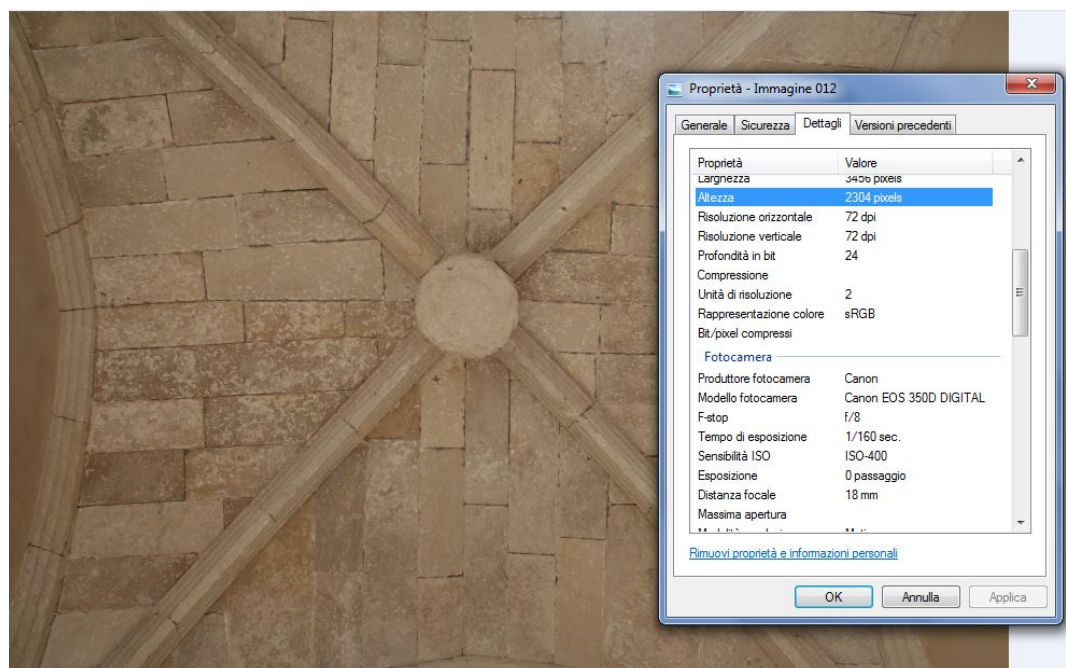 Proprietà - Immagine 012
Generale Sicurezza Dettagli Versioni precedenti
Proprietà Valore
Larghezza 3456 pixels
Altezza 2304 pixels
Risoluzione orizzontale 72 dpi
Risoluzione verticale 72 dpi
Profondità in bit 24
Compressione
Unità di risoluzione 2
Rappresentazione colore sRGB
Bit/pixel compressi
Fotocamera
Produttore fotocamera Canon
Modello fotocamera Canon EOS 350D DIGITAL
F-stop f/8
Tempo di esposizione 1/160 sec.
Sensibilità ISO ISO-400
Esposizione 0 passaggio
Distanza focale 18 mm
Massima apertura
Rimuovi proprietà e informazioni personali
OK Annulla Applica